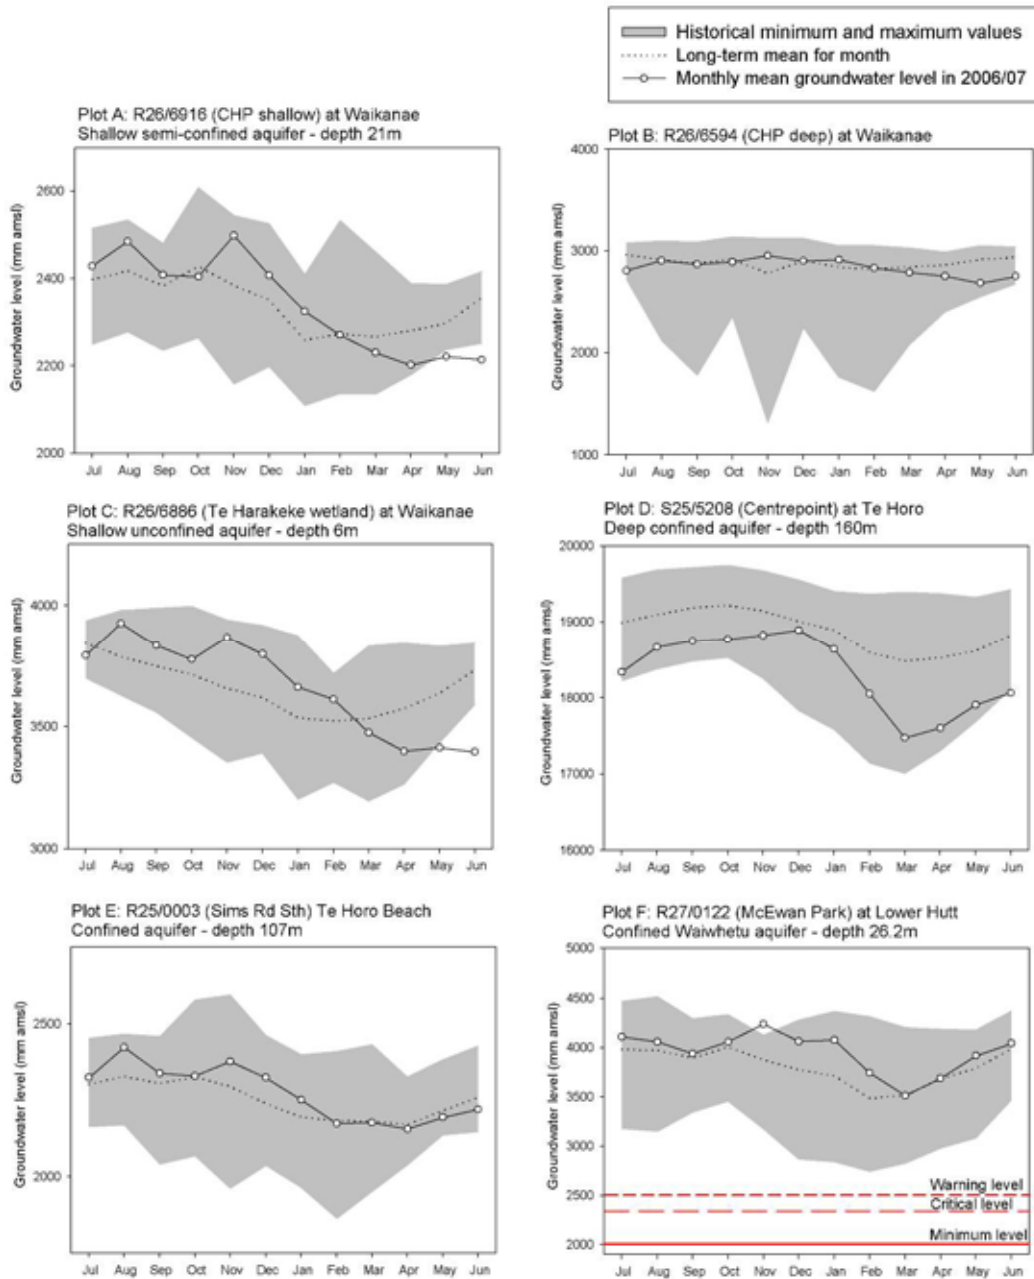 Historical minimum and maximum values
Long-term mean for month
Monthly mean groundwater level in 2006/07
Plot A: R26/6916 (CHP shallow) at Waikanae
Shallow semi-confined aquifer - depth 21m
Groundwater level (mm amsl)
2600
2400
2200
2000
Jul Aug Sep Oct Nov Dec Jan Feb Mar Apr May Jun
Plot B: R26/6594 (CHP deep) at Waikanae
Groundwater level (mm amsl)
4000
3000
2000
1000
Jul Aug Sep Oct Nov Dec Jan Feb Mar Apr May Jun
Plot C: R26/6886 (Te Harakeke wetland) at Waikanae
Shallow unconfined aquifer - depth 6m
Groundwater level (mm amsl)
4000
3500
3000
Jul Aug Sep Oct Nov Dec Jan Feb Mar Apr May Jun
Plot D: S25/5208 (Centrepoint) at Te Horo
Deep confined aquifer - depth 160m
Groundwater level (mm amsl)
20000
19000
18000
17000
16000
Jul Aug Sep Oct Nov Dec Jan Feb Mar Apr May Jun
Plot E: R25/0003 (Sims Rd Sth) Te Horo Beach
Confined aquifer - depth 107m
Groundwater level (mm amsl)
2500
2000
Jul Aug Sep Oct Nov Dec Jan Feb Mar Apr May Jun
Plot F: R27/0122 (McEwan Park) at Lower Hutt
Confined Waiwhetu aquifer - depth 26.2m
Groundwater level (mm amsl)
5000
4500
4000
3500
3000
2500
2000
Warning level
Critical level
Minimum level
Jul Aug Sep Oct Nov Dec Jan Feb Mar Apr May Jun